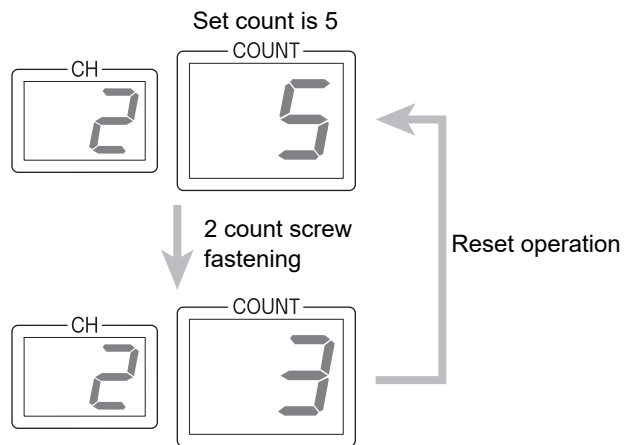 Set count is 5
CH
COUNT
2
5
2 count screw
fastening
Reset operation
CH
COUNT
2
3